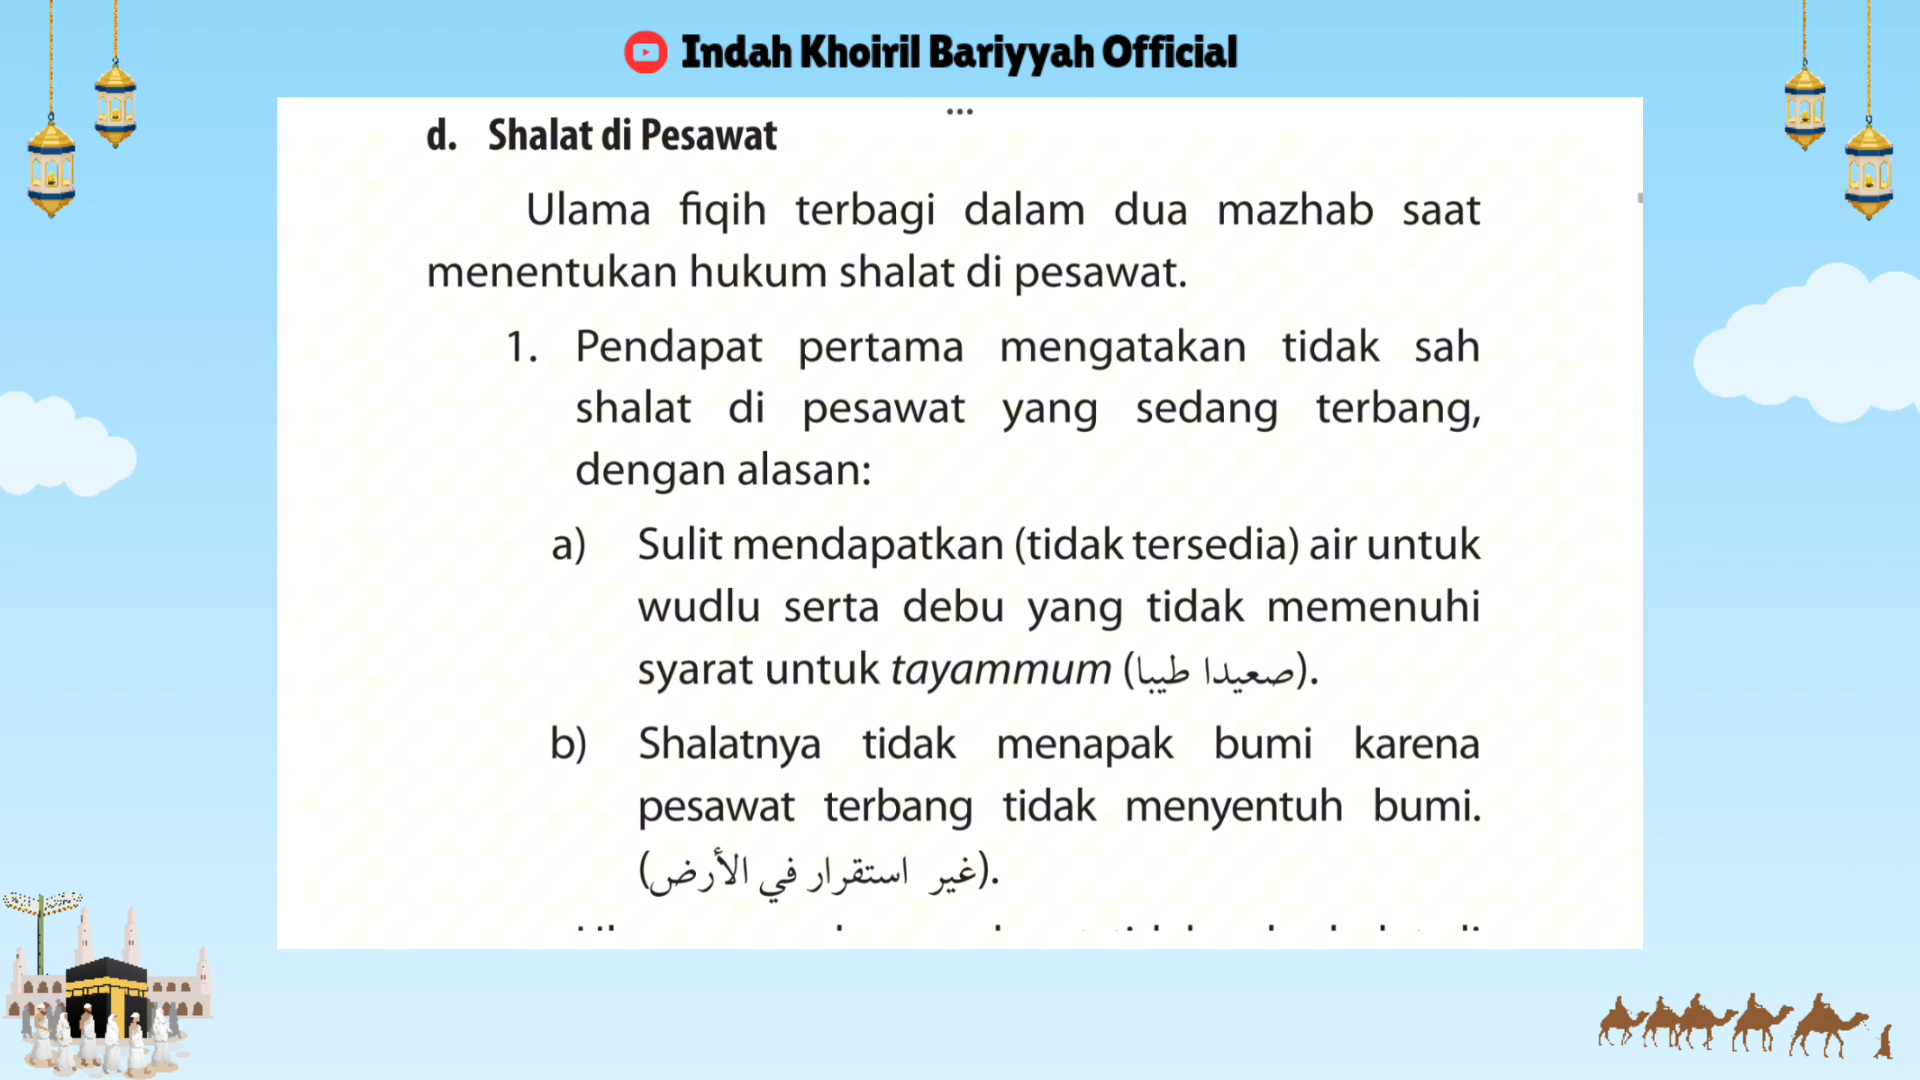 Indah Khoiril Bariyyah Official
...
d. Shalat di Pesawat
Ulama fiqih terbagi dalam dua mazhab saat
menentukan hukum shalat di pesawat.
1. Pendapat pertama mengatakan tidak sah
shalat di pesawat yang sedang terbang,
dengan alasan:
a) Sulit mendapatkan (tidak tersedia) air untuk
wudlu serta debu yang tidak memenuhi
syarat untuk tayammum (صعيدا طيبا).
b) Shalatnya tidak menapak bumi karena
pesawat terbang tidak menyentuh bumi.
(غير استقرار في الأرض).